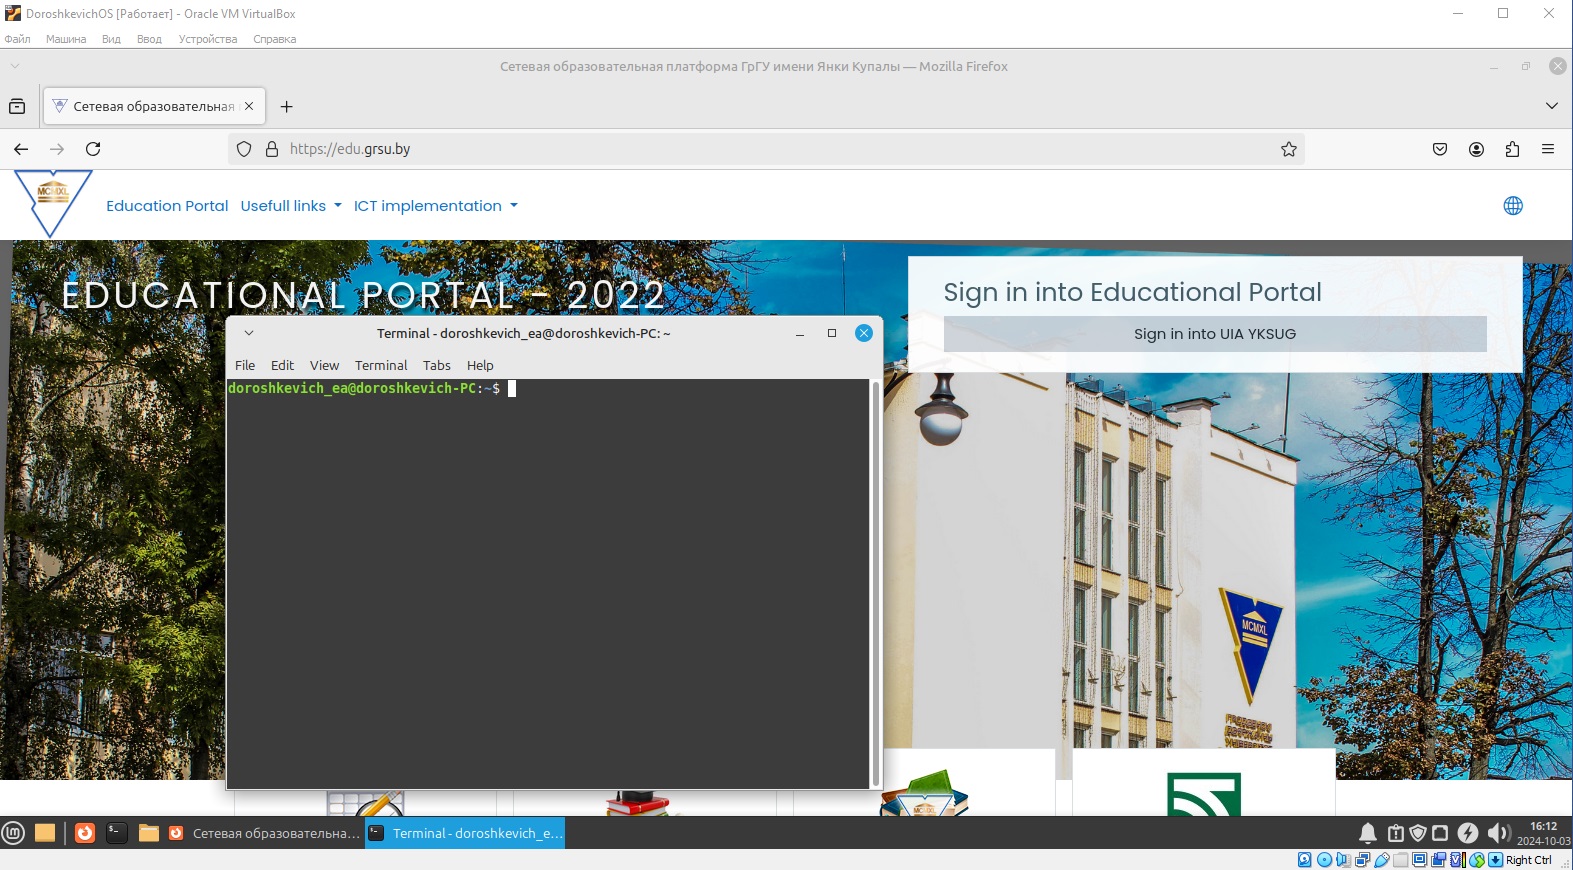 DoroshkevichOS [Работает] - Oracle VM VirtualBox
Файл Машина Вид Ввод Устройства Справка
Сетевая образовательная платформа ГрГУ имени Янки Купалы — Mozilla Firefox
Сетевая образовательная
https://edu.grsu.by
MCMXL
Education Portal Usefull links ICT implementation
EDUCATIONAL PORTAL - 2022
Sign in into Educational Portal
Sign in into UIA YKSUG
Terminal - doroshkevich_ea@doroshkevich-PC: ~
File Edit View Terminal Tabs Help
doroshkevich_ea@doroshkevich-PC:~$
MCMXL
Сетевая образовательна... Terminal - doroshkevich_e...
16:12
2024-10-03
Right Ctrl